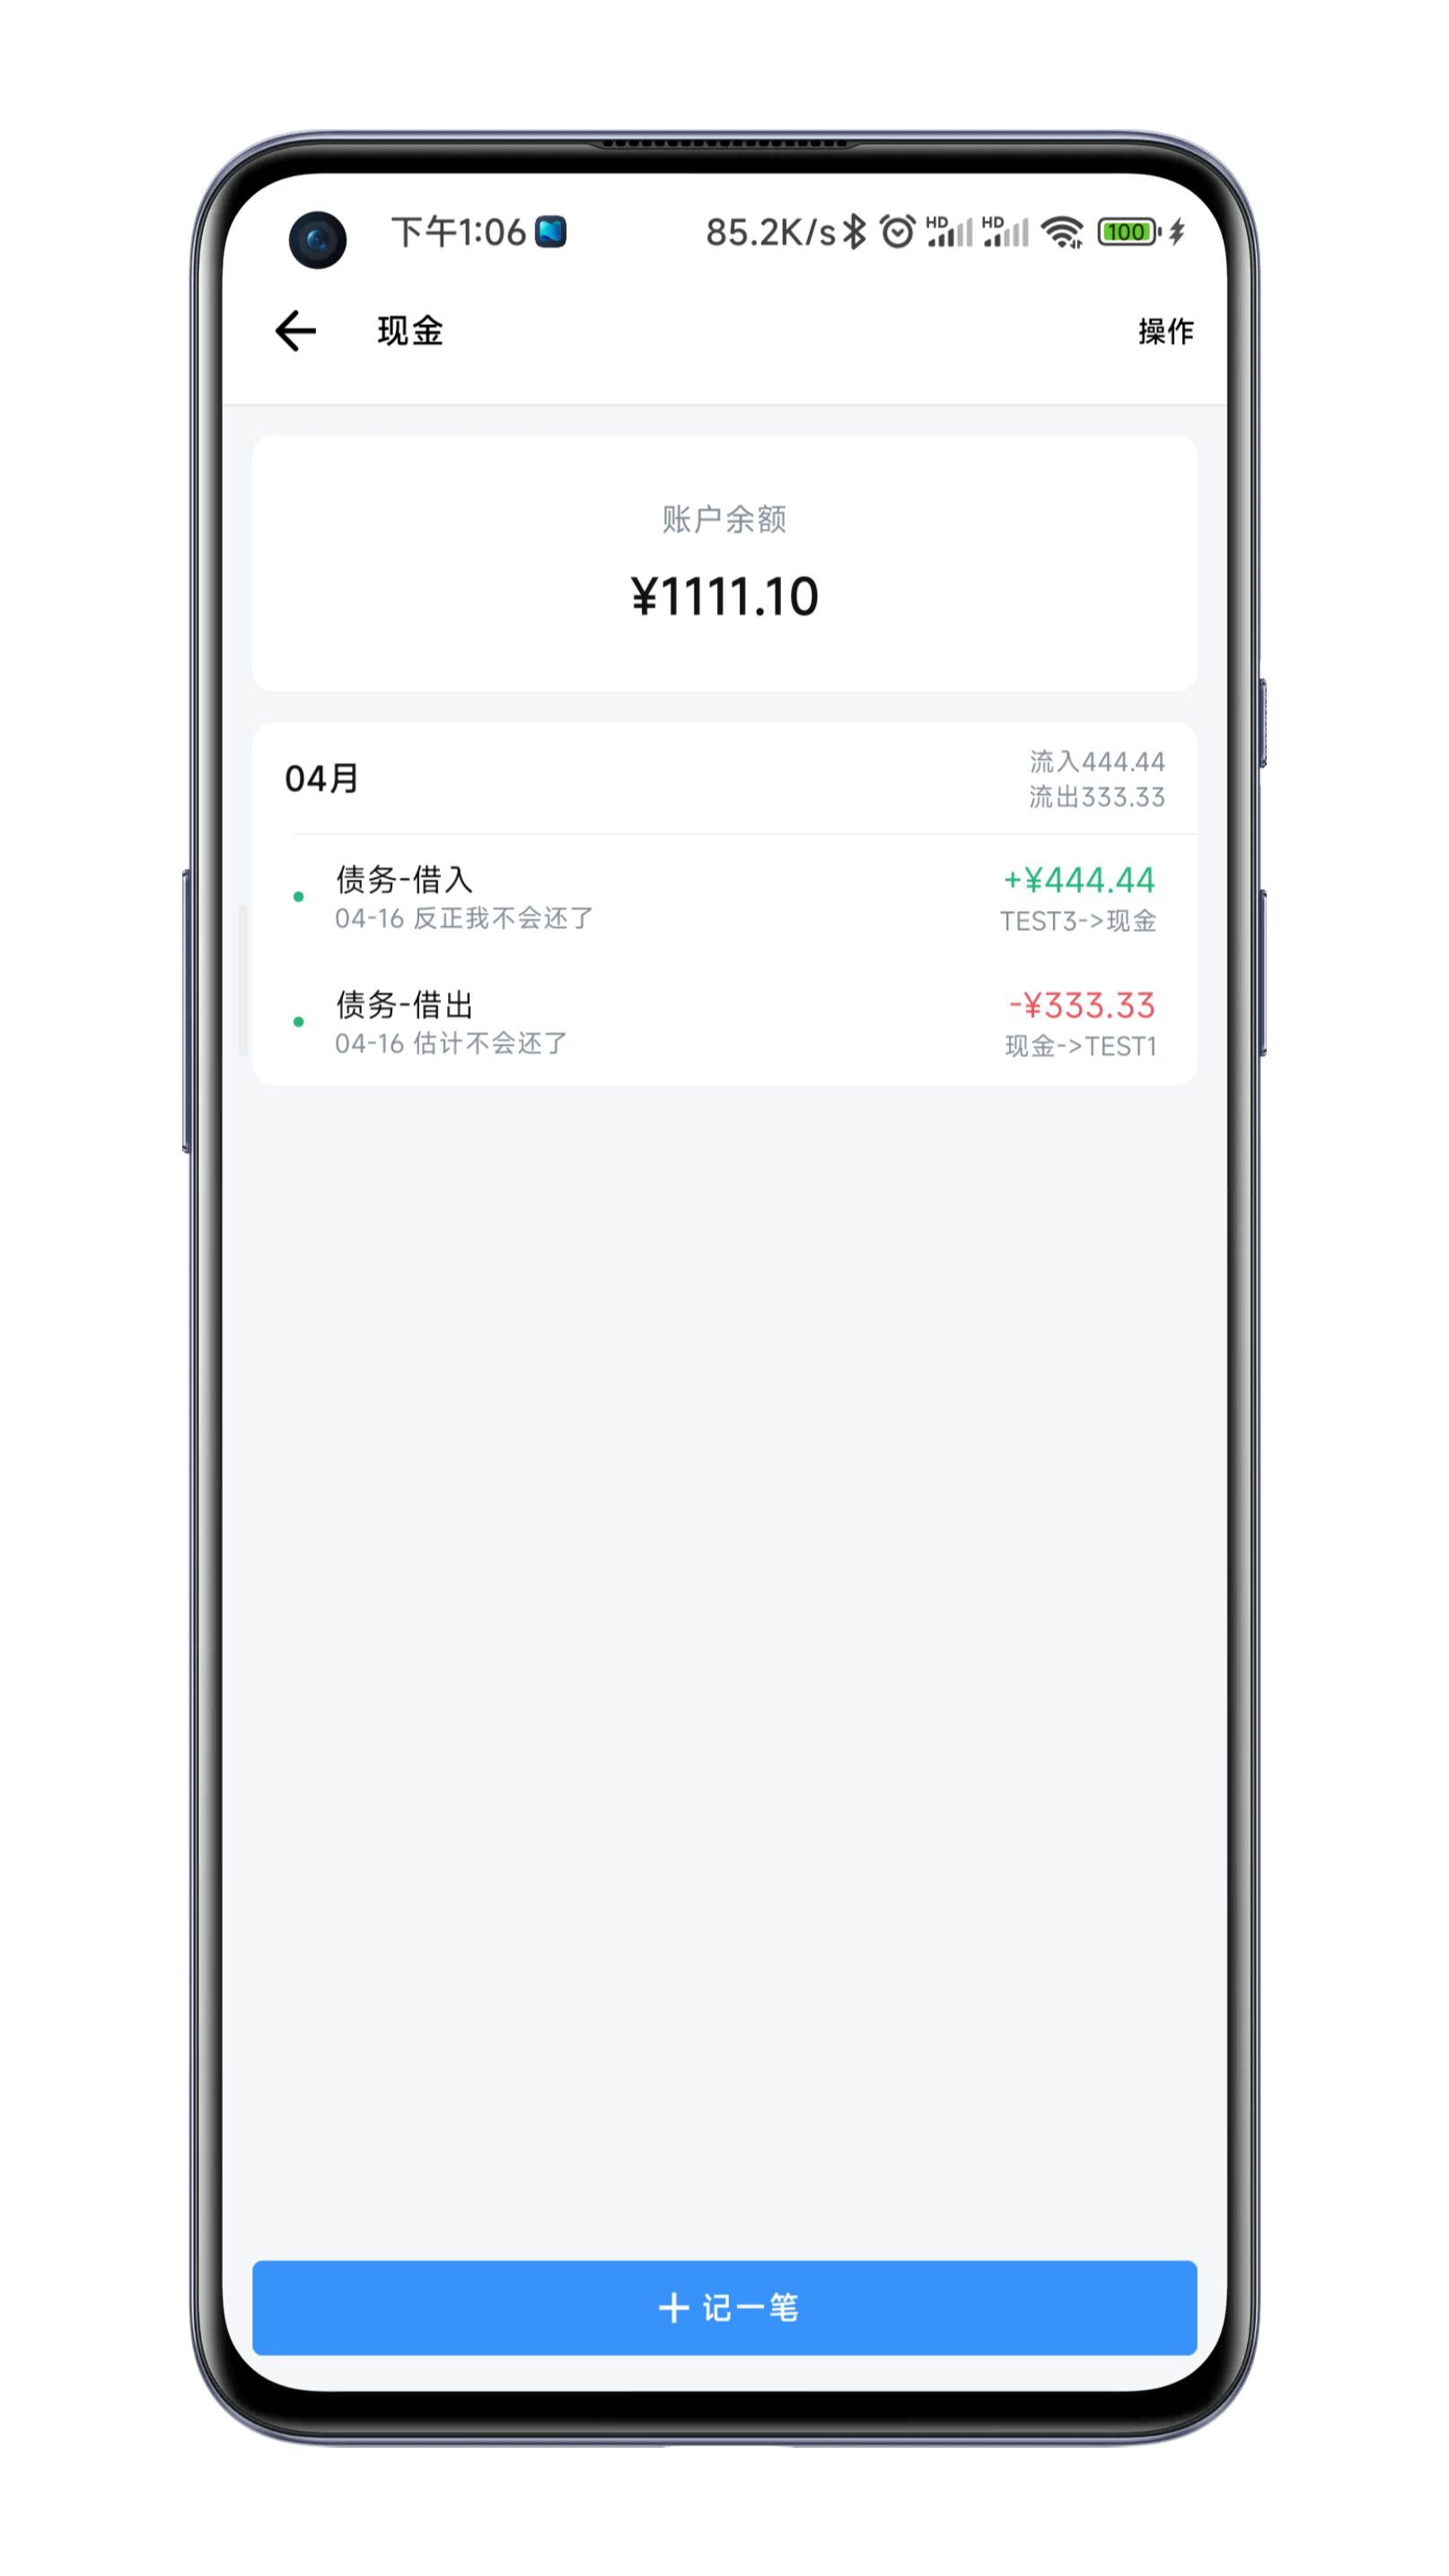 下午1:06
85.2K/s HD HD 100
现金
操作
账户余额
¥1111.10
04月
流入444.44
流出333.33
债务-借入
+¥444.44
04-16 反正我不会还了
TEST3->现金
债务-借出
-¥333.33
04-16 估计不会还了
现金->TEST1
记一笔